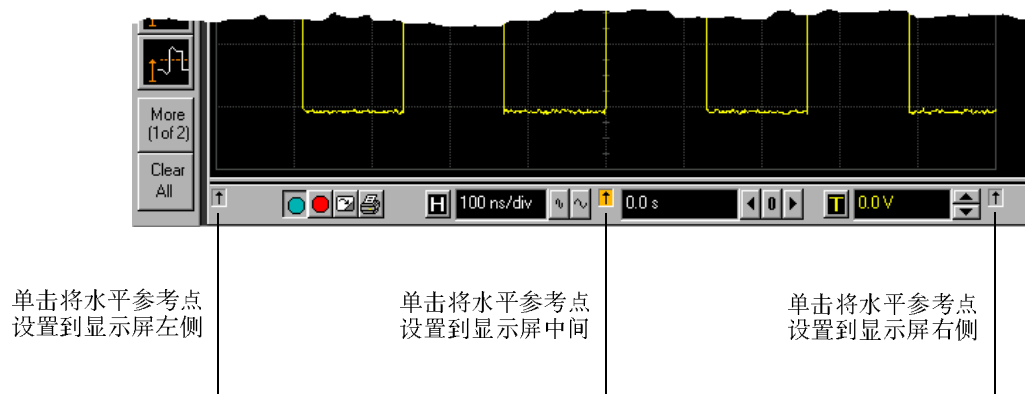 More
(1of 2)
Clear
All
H 100 ns/div 0.0 s 0 T 0.0 V
单击将水平参考点
设置到显示屏左侧
单击将水平参考点
设置到显示屏中间
单击将水平参考点
设置到显示屏右侧